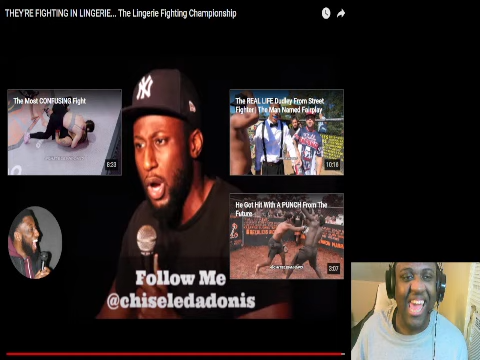 THEY'RE FIGHTING IN LINGERIE... The Lingerie Fighting Championship
The Most CONFUSING Fight
8:23
The REAL LIFE Dudley From Street
Fighter | The Man Named Fairplay
10:16
He Got Hit With A PUNCH From The
Future
3:07
Follow Me
@chiseledadonis